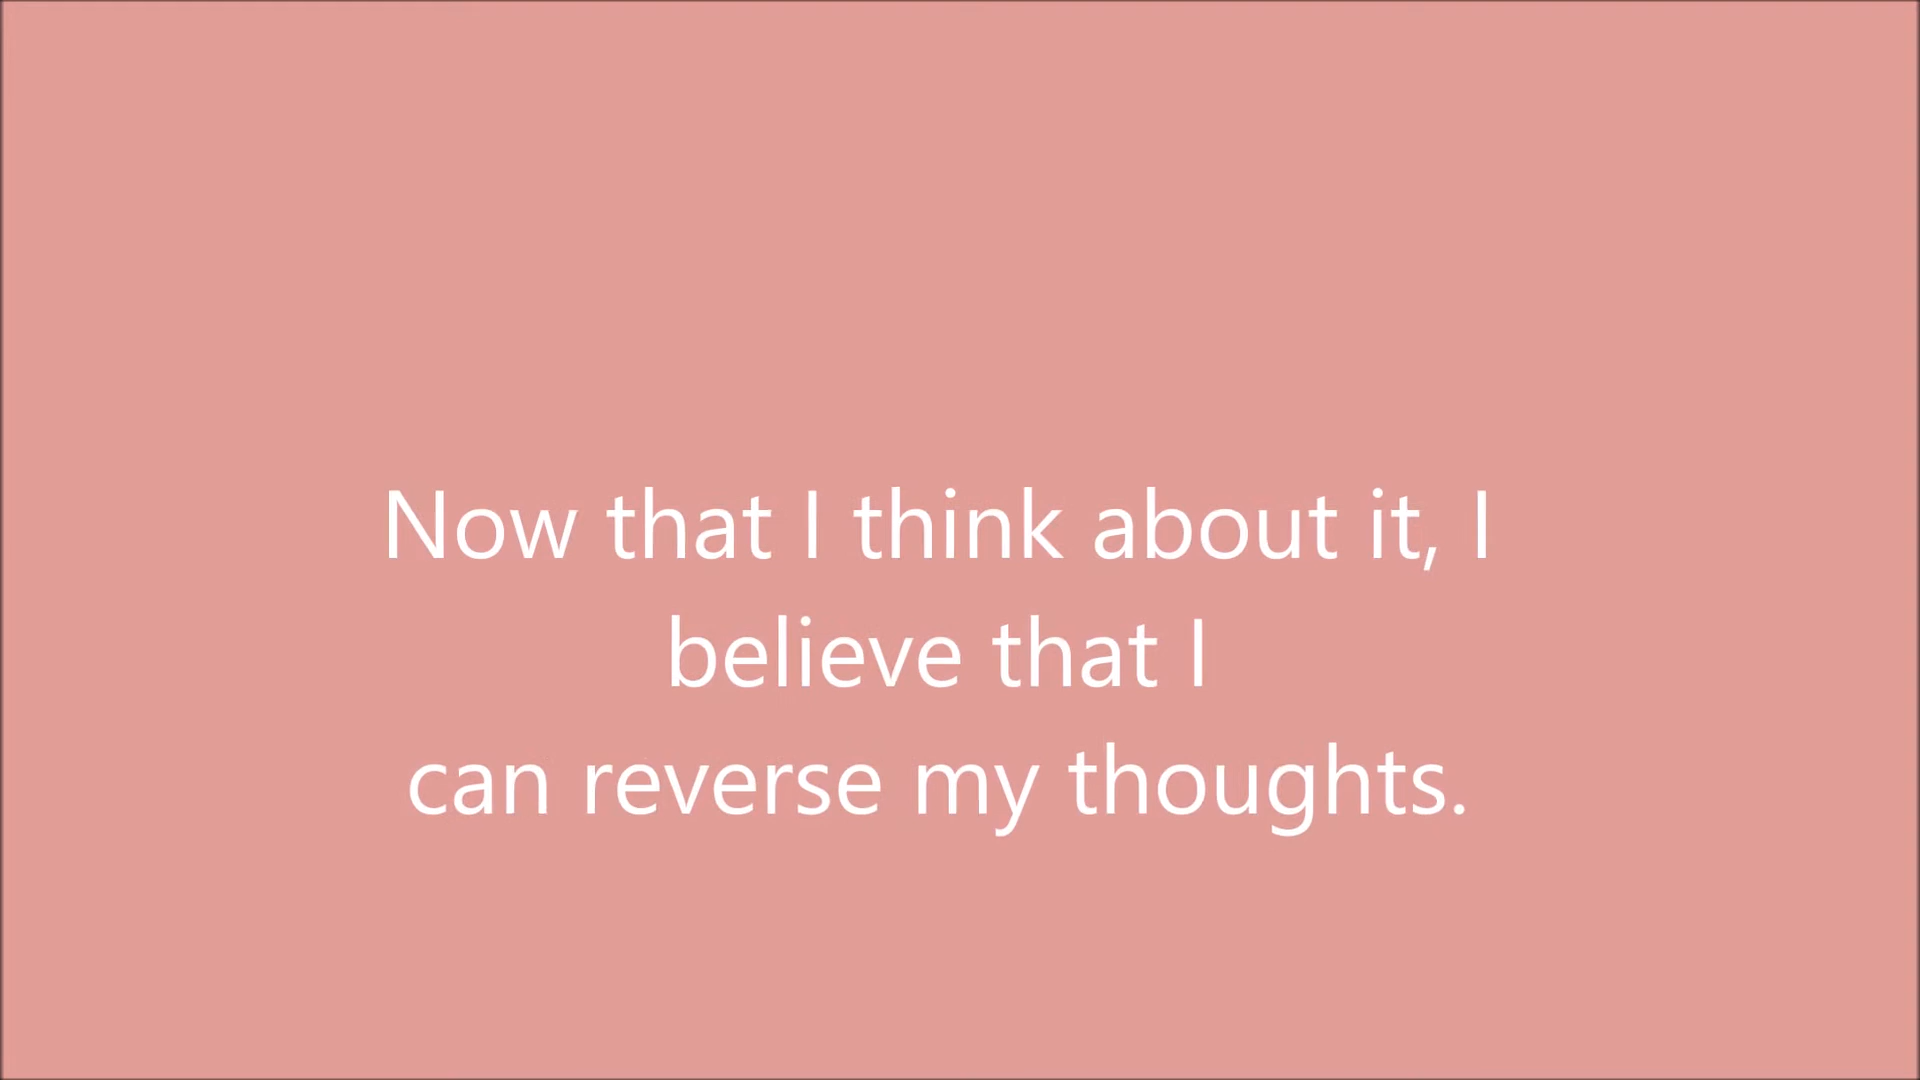 Now that I think about it, I
believe that I
can reverse my thoughts.